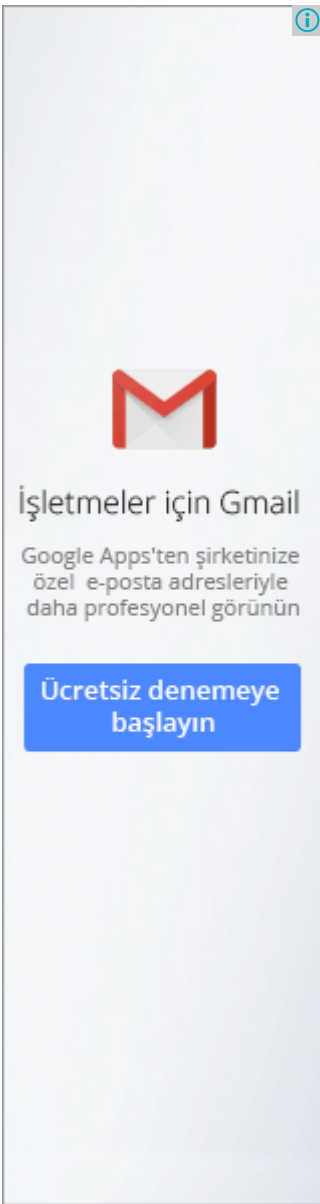 İşletmeler için Gmail
Google Apps'ten şirketinize
özel e-posta adresleriyle
daha profesyonel görünün
Ücretsiz denemeye
başlayın